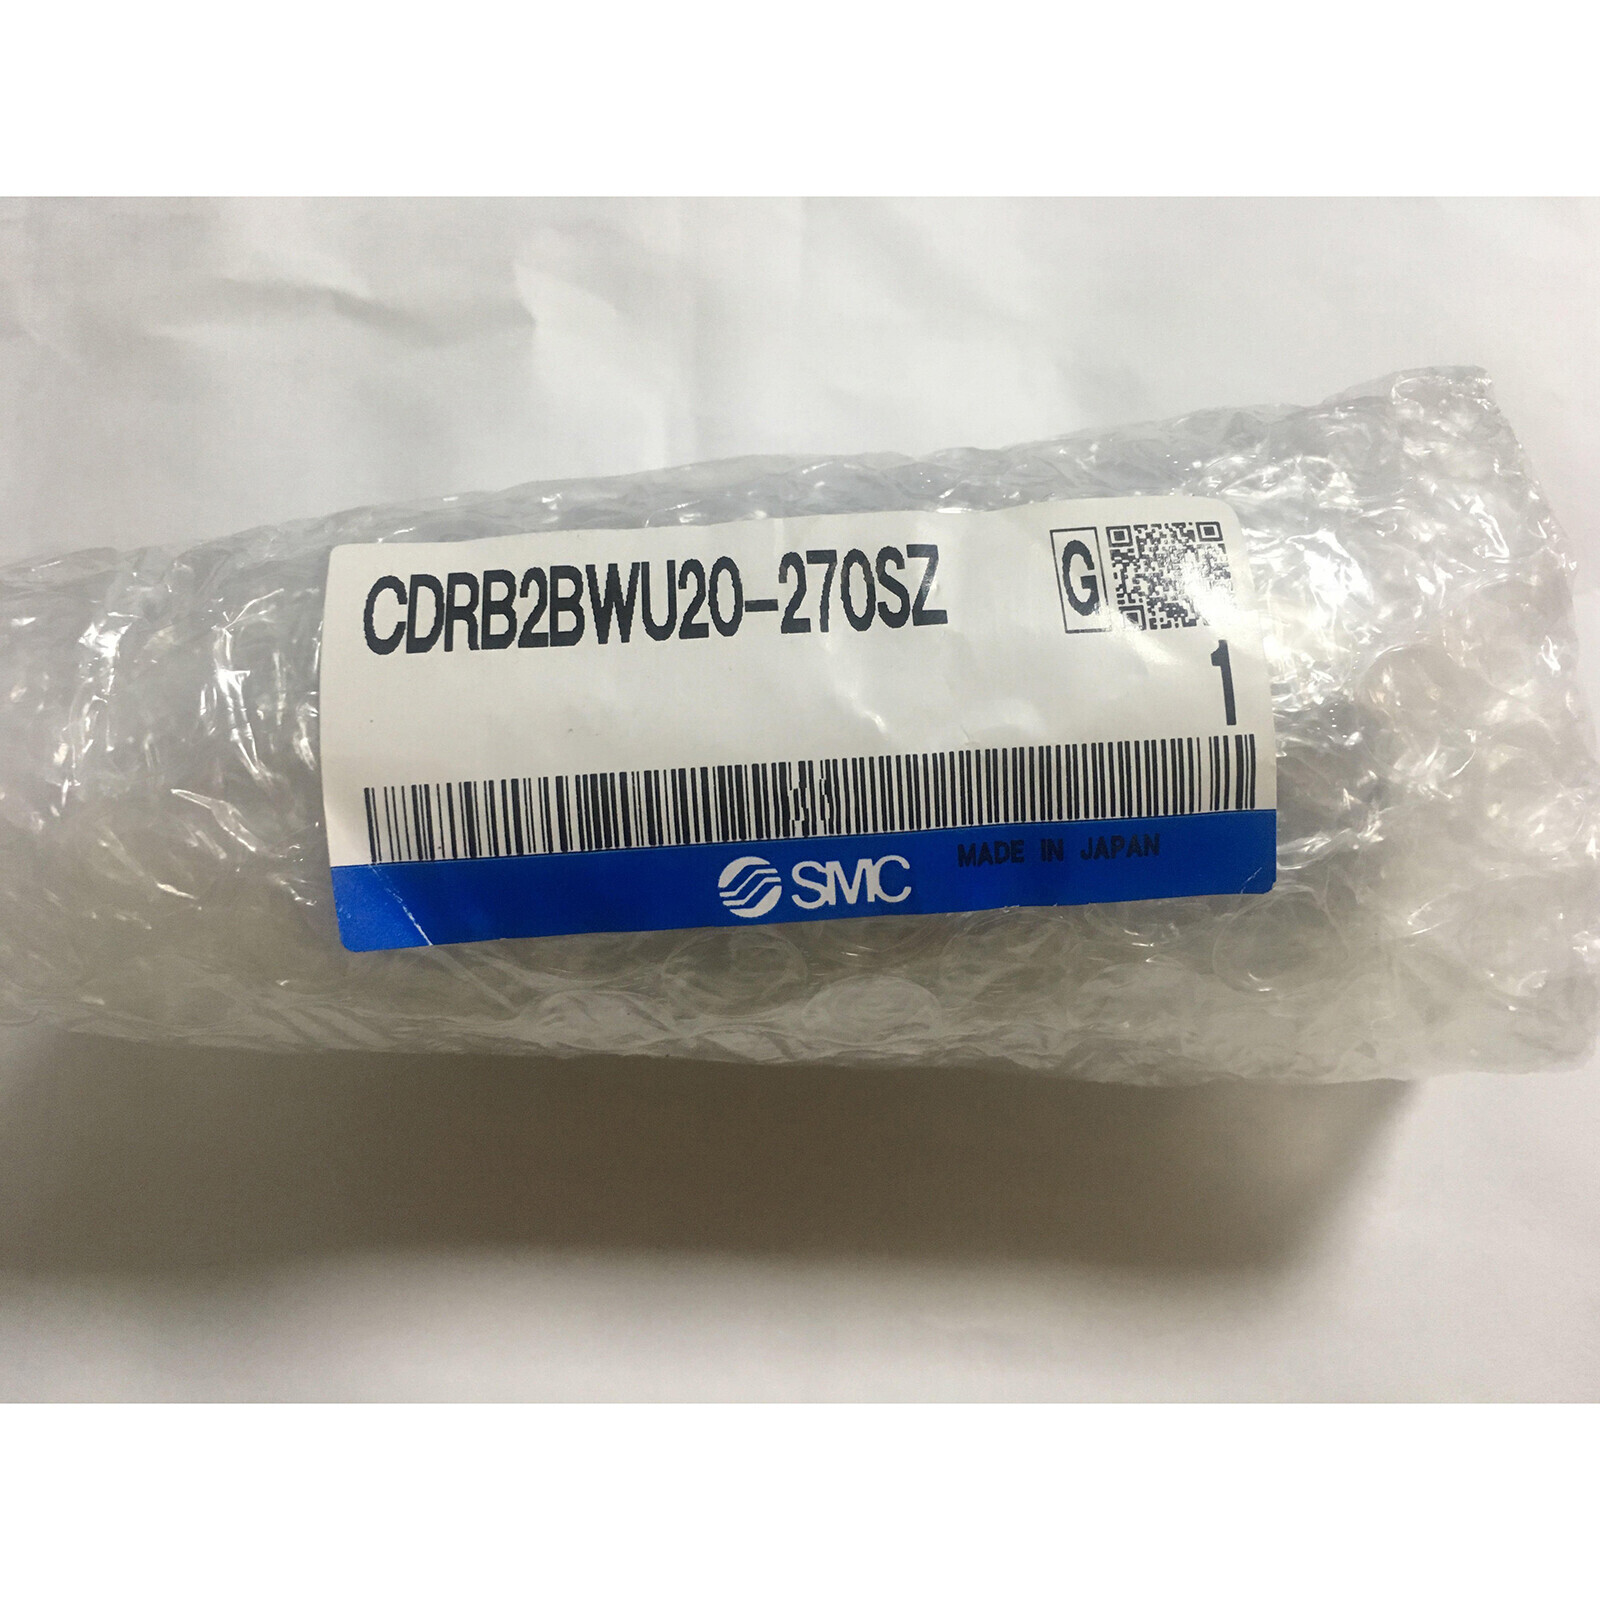 CDRB2BWU20-270SZ
G
1
SMC
MADE IN JAPAN